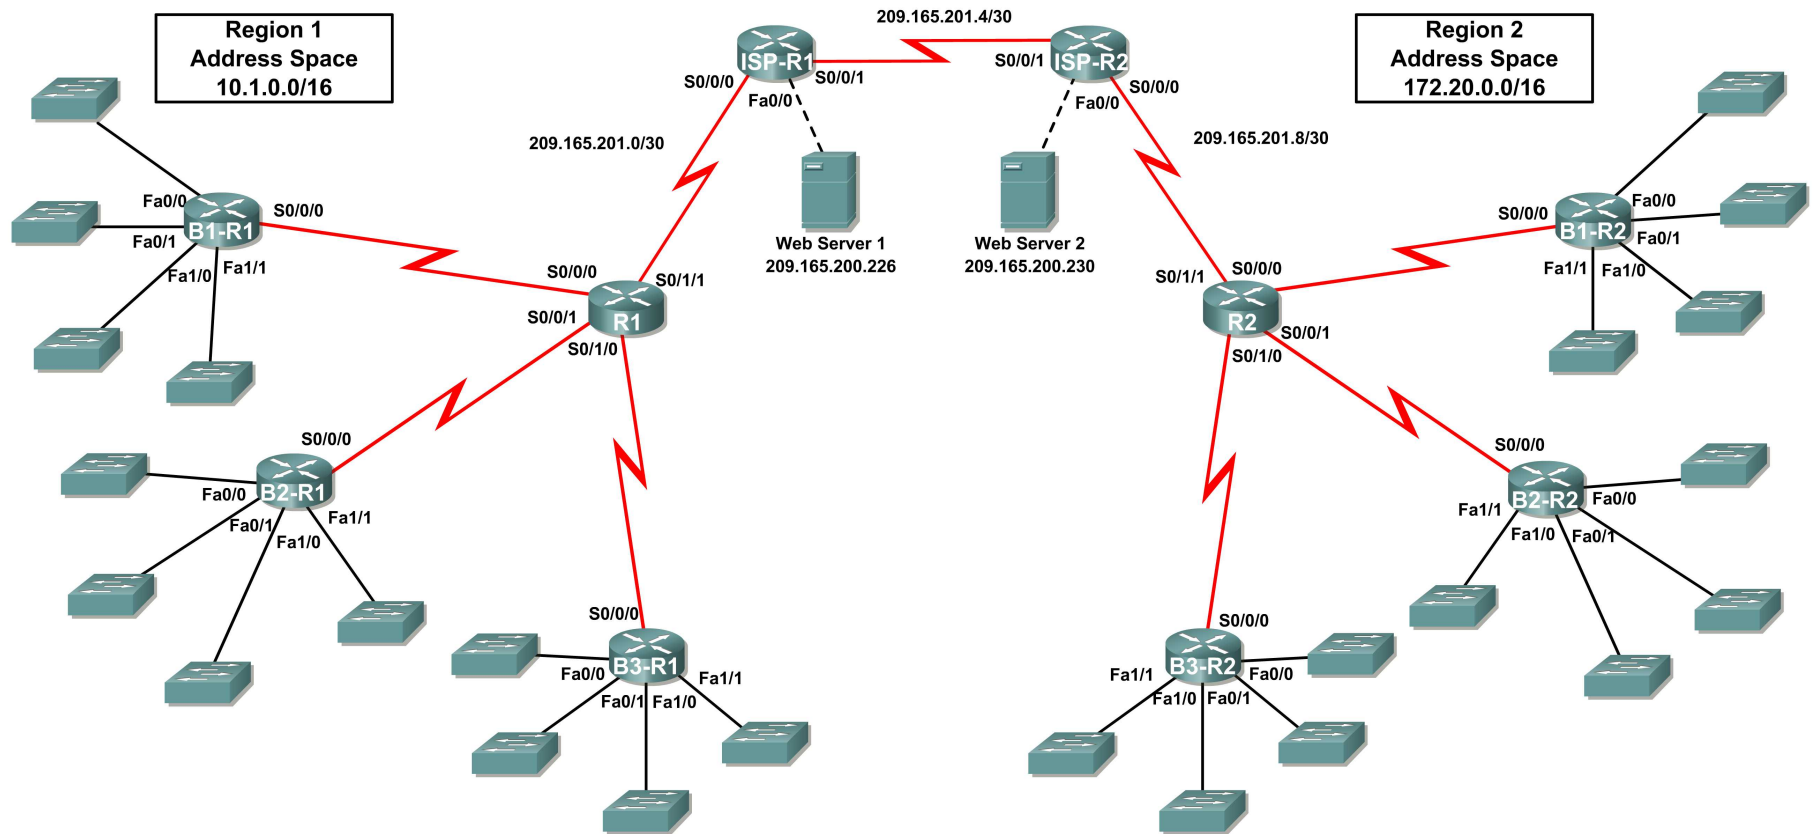 Region 1
Address Space
10.1.0.0/16
209.165.201.4/30
Region 2
Address Space
172.20.0.0/16
ISP-R1
S0/0/0
S0/0/1
Fa0/0
ISP-R2
S0/0/1
S0/0/0
Fa0/0
209.165.201.0/30
209.165.201.8/30
Web Server 1
209.165.200.226
Web Server 2
209.165.200.230
B1-R1
Fa0/0
S0/0/0
Fa0/1
Fa1/0
Fa1/1
R1
S0/0/0
S0/1/1
S0/0/1
S0/1/0
R2
S0/1/1
S0/0/0
S0/0/1
S0/1/0
B1-R2
S0/0/0
Fa0/0
Fa0/1
Fa1/1
Fa1/0
B2-R1
S0/0/0
Fa0/0
Fa0/1
Fa1/0
Fa1/1
B2-R2
S0/0/0
Fa0/0
Fa1/1
Fa1/0
Fa0/1
B3-R1
S0/0/0
Fa0/0
Fa0/1
Fa1/0
Fa1/1
B3-R2
S0/0/0
Fa1/1
Fa0/0
Fa1/0
Fa0/1